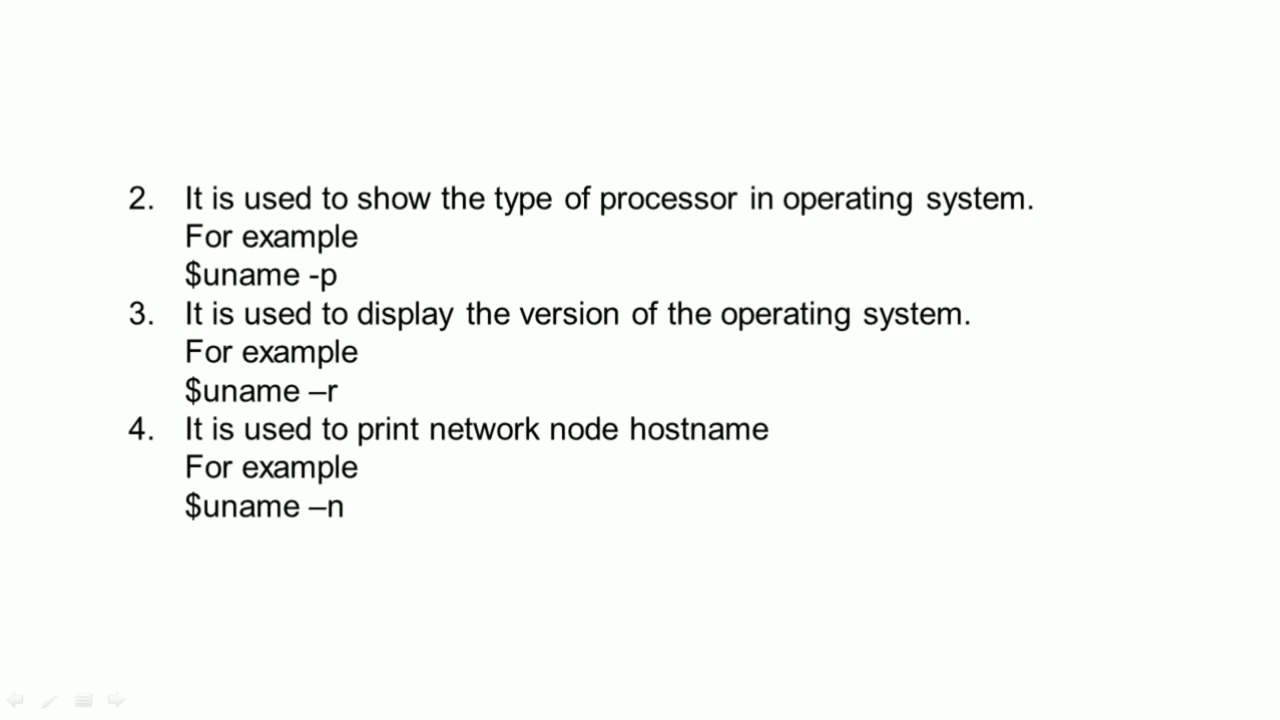 2. It is used to show the type of processor in operating system.
For example
$uname -p
3. It is used to display the version of the operating system.
For example
$uname –r
4. It is used to print network node hostname
For example
$uname –n